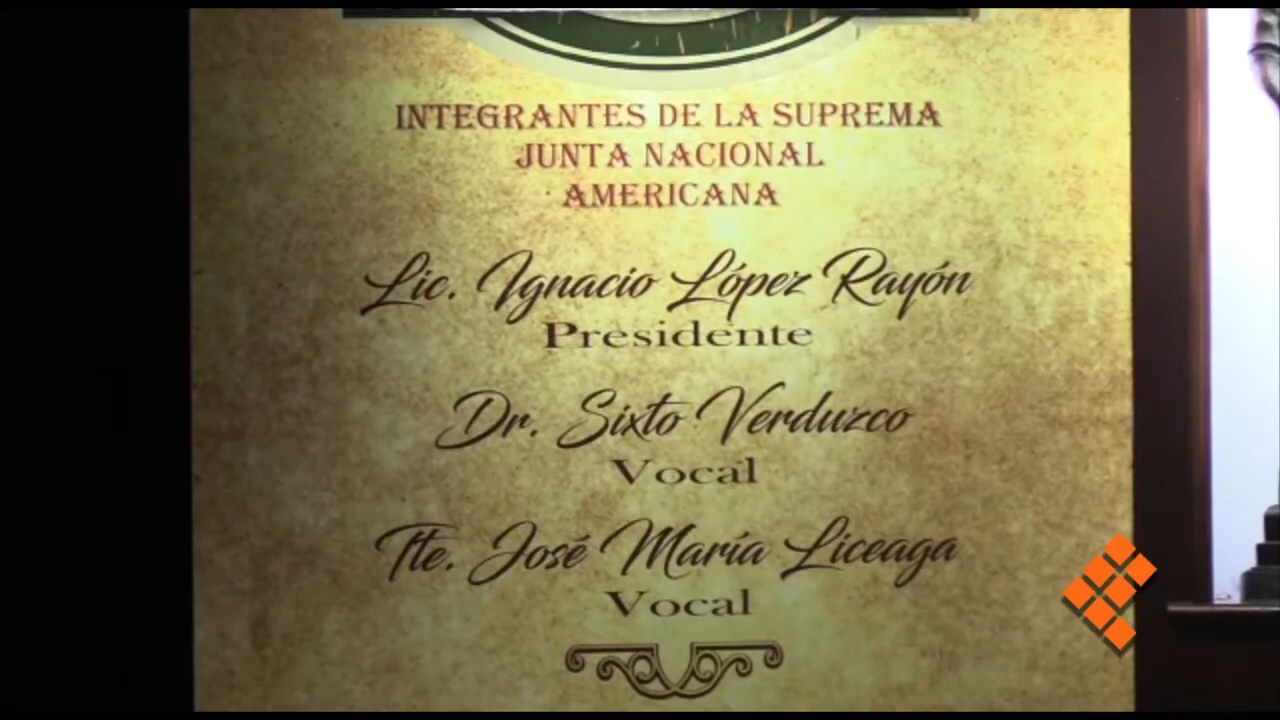 INTEGRANTES DE LA SUPREMA
JUNTA NACIONAL
AMERICANA
Lic. Ignacio López Rayón
Presidente
Dr. Sixto Verduzco
Vocal
Tte. José María Liceaga
Vocal